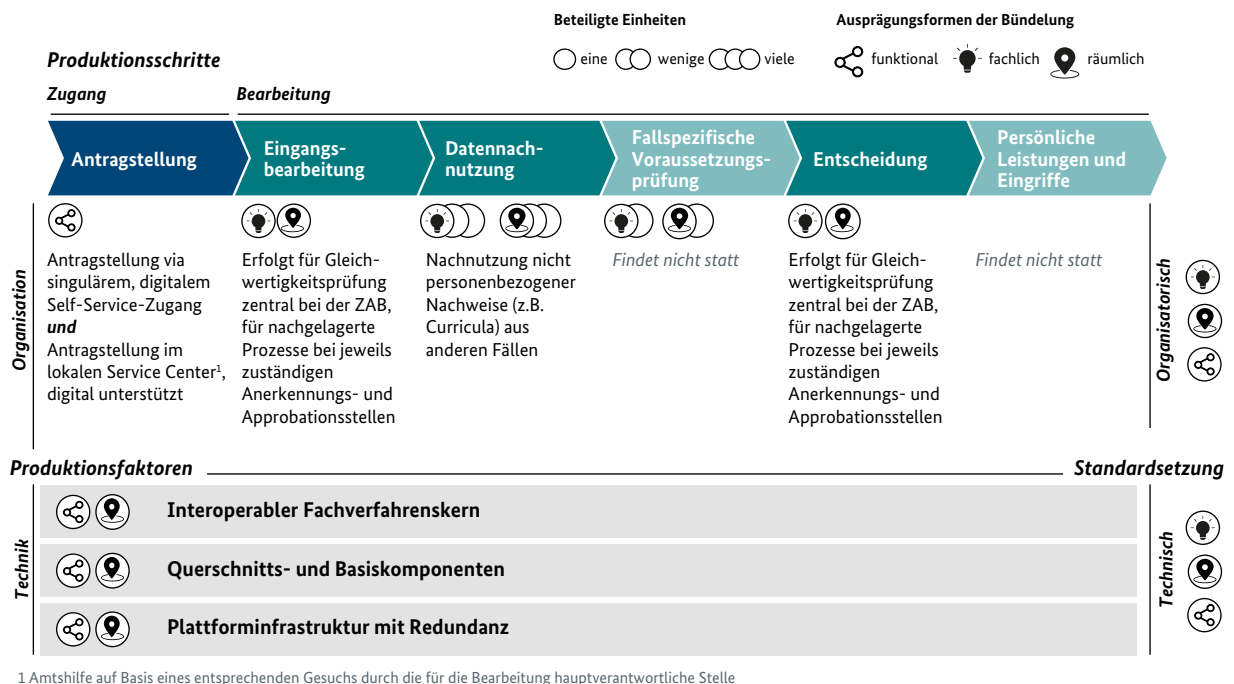 Beteiligte Einheiten
Ausprägungsformen der Bündelung
eine
wenige
viele
funktional
fachlich
räumlich
Produktionsschritte
Zugang
Bearbeitung
Antragstellung
Eingangs-
bearbeitung
Datennach-
nutzung
Fallspezifische
Voraussetzungs-
prüfung
Entscheidung
Persönliche
Leistungen und
Eingriffe
Organisation
Antragstellung via
singulärem, digitalem
Self-Service-Zugang
und
Antragstellung im
lokalen Service Center1,
digital unterstützt
Erfolgt für Gleich-
wertigkeitsprüfung
zentral bei der ZAB,
für nachgelagerte
Prozesse bei jeweils
zuständigen
Anerkennungs- und
Approbationsstellen
Nachnutzung nicht
personenbezogener
Nachweise (z.B.
Curricula) aus
anderen Fällen
Findet nicht statt
Erfolgt für Gleich-
wertigkeitsprüfung
zentral bei der ZAB,
für nachgelagerte
Prozesse bei jeweils
zuständigen
Anerkennungs- und
Approbationsstellen
Findet nicht statt
Organisatorisch
Produktionsfaktoren
Standardsetzung
Technik
Interoperabler Fachverfahrenskern
Querschnitts- und Basiskomponenten
Plattforminfrastruktur mit Redundanz
Technisch
1 Amtshilfe auf Basis eines entsprechenden Gesuchs durch die für die Bearbeitung hauptverantwortliche Stelle